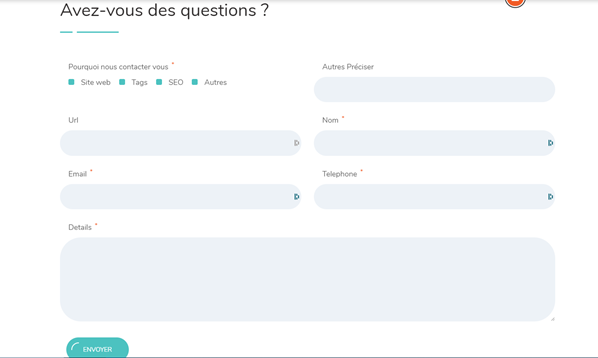 Avez-vous des questions ?
Pourquoi nous contacter vous *
Site web Tags SEO Autres
Autres Préciser
Url
Nom *
Email *
Telephone *
Details *
ENVOYER